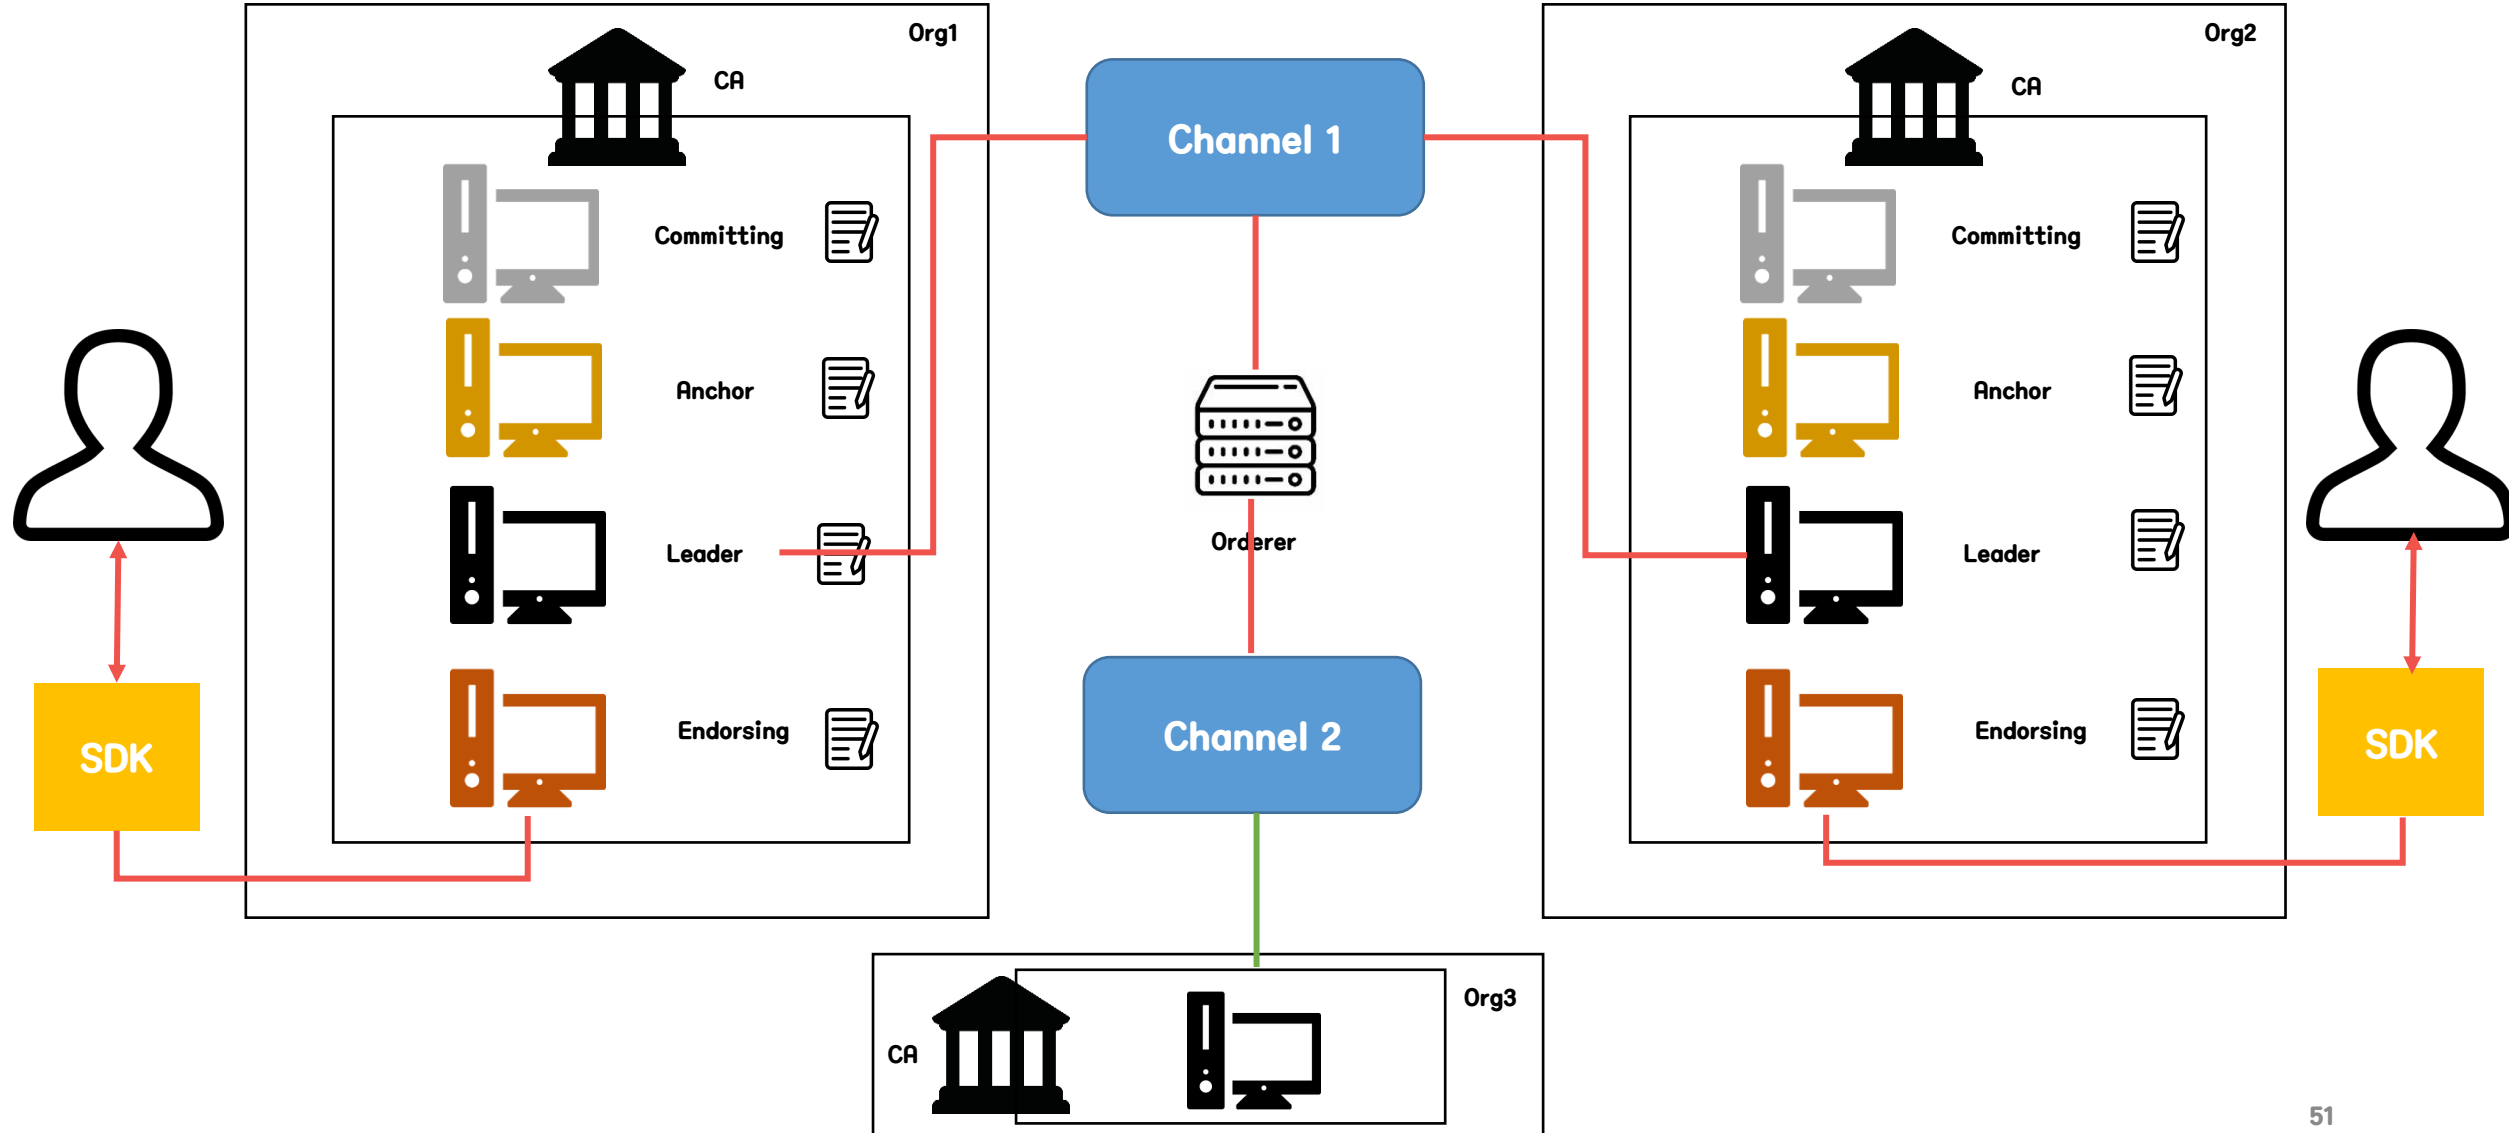 Org1
CA
Committing
Anchor
Leader
Endorsing
SDK
Channel 1
Orderer
Channel 2
Org2
CA
Committing
Anchor
Leader
Endorsing
SDK
Org3
CA
51